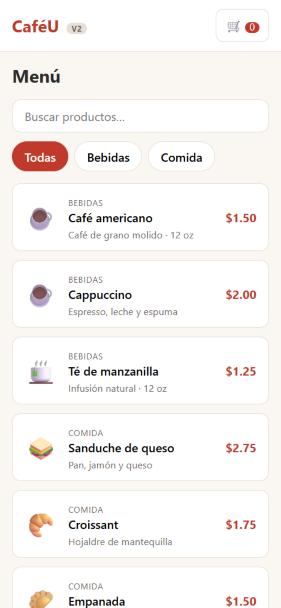 CaféU V2
0
Menú
Buscar productos...
Todas
Bebidas
Comida
BEBIDAS
Café americano
$1.50
Café de grano molido · 12 oz
BEBIDAS
Cappuccino
$2.00
Espresso, leche y espuma
BEBIDAS
Té de manzanilla
$1.25
Infusión natural · 12 oz
COMIDA
Sanduche de queso
$2.75
Pan, jamón y queso
COMIDA
Croissant
$1.75
Hojaldre de mantequilla
COMIDA
Empanada
$1.50